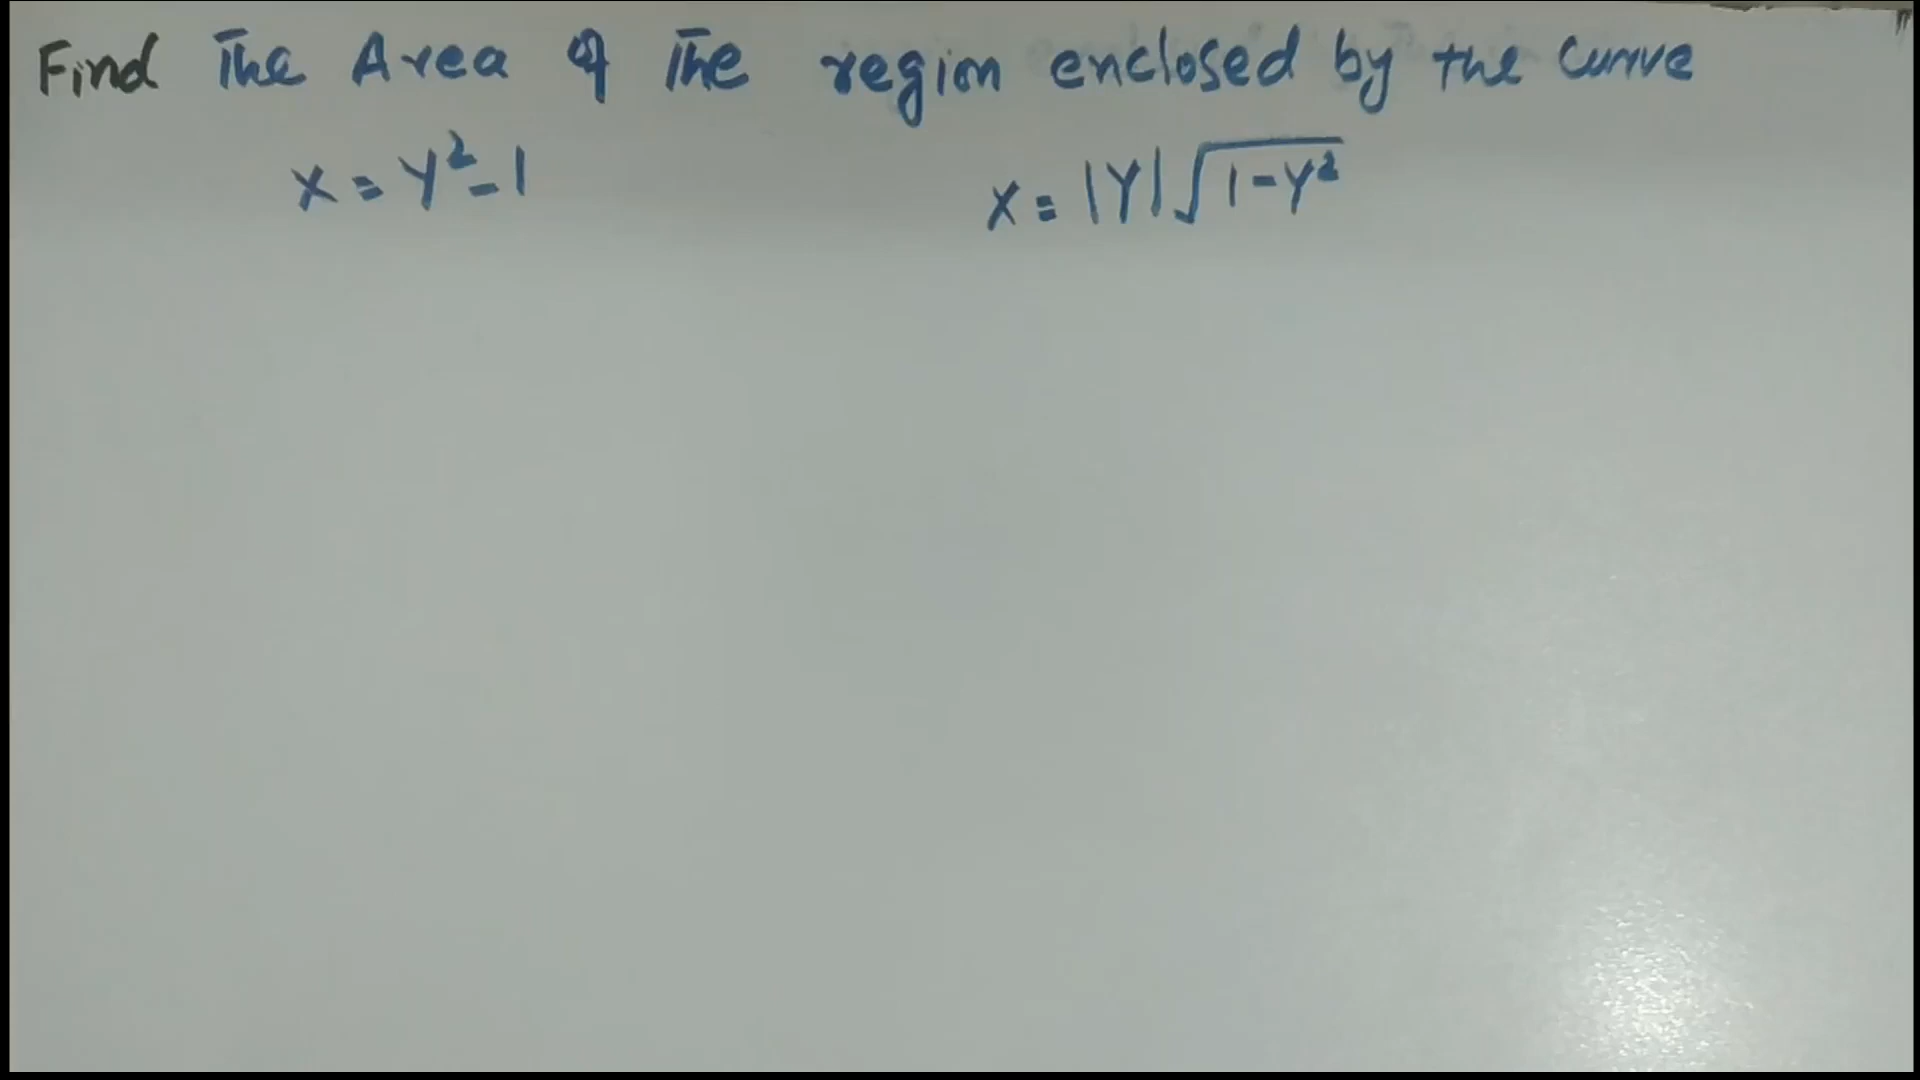 Find The Area of The region enclosed by the curve
x = y² - 1 x = |y|√1-y²